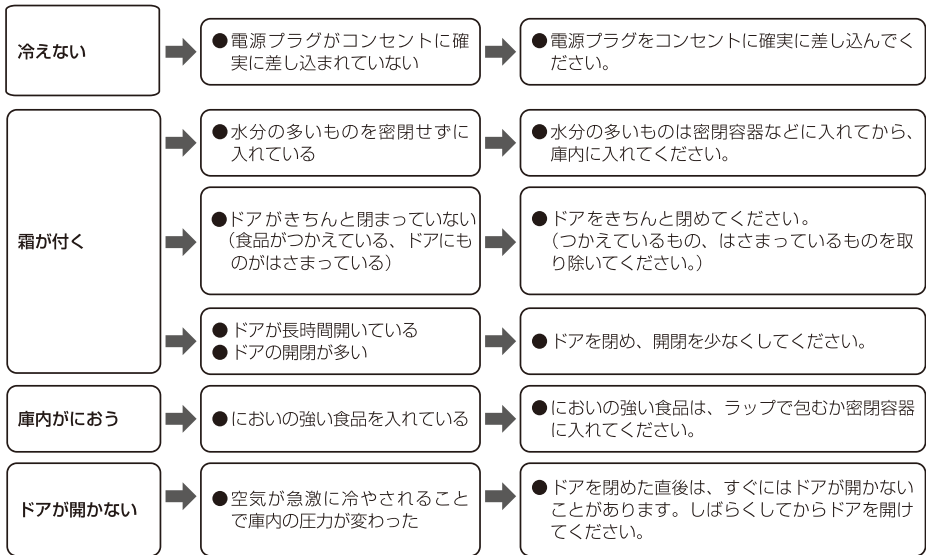 冷えない
●電源プラグがコンセントに確
実に差し込まれていない
●電源プラグをコンセントに確実に差し込んでく
ださい。
霜が付く
●水分の多いものを密閉せずに
入れている
●水分の多いものは密閉容器などに入れてから、
庫内に入れてください。
●ドアがきちんと閉まっていない
（食品がつかえている、ドアにも
のがはさまっている）
●ドアをきちんと閉めてください。
（つかえているもの、はさまっているものを取
り除いてください。）
●ドアが長時間開いている
●ドアの開閉が多い
●ドアを閉め、開閉を少なくしてください。
庫内がにおう
●においの強い食品を入れている
●においの強い食品は、ラップで包むか密閉容器
に入れてください。
ドアが開かない
●空気が急激に冷やされること
で庫内の圧力が変わった
●ドアを閉めた直後は、すぐにはドアが開かない
ことがあります。しばらくしてからドアを開け
てください。